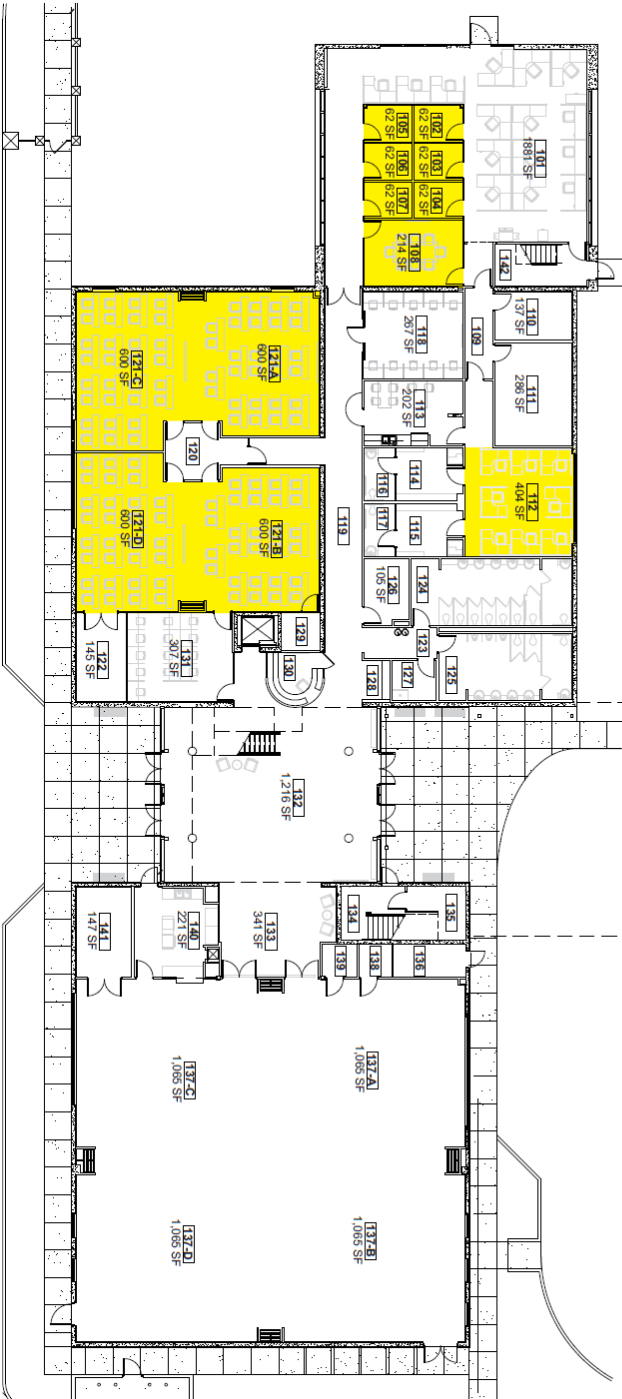 101
1881 SF
105
62 SF
102
62 SF
106
62 SF
103
62 SF
107
62 SF
104
62 SF
108
214 SF
142
109
110
137 SF
118
267 SF
111
286 SF
121-C
600 SF
121-A
600 SF
113
202 SF
120
116
114
112
404 SF
121-D
600 SF
121-B
600 SF
119
117
115
126
105 SF
124
123
129
122
145 SF
131
307 SF
130
128
127
125
132
1,216 SF
141
147 SF
140
221 SF
133
341 SF
134
135
139
138
136
137-C
1,065 SF
137-A
1,065 SF
137-D
1,065 SF
137-B
1,065 SF